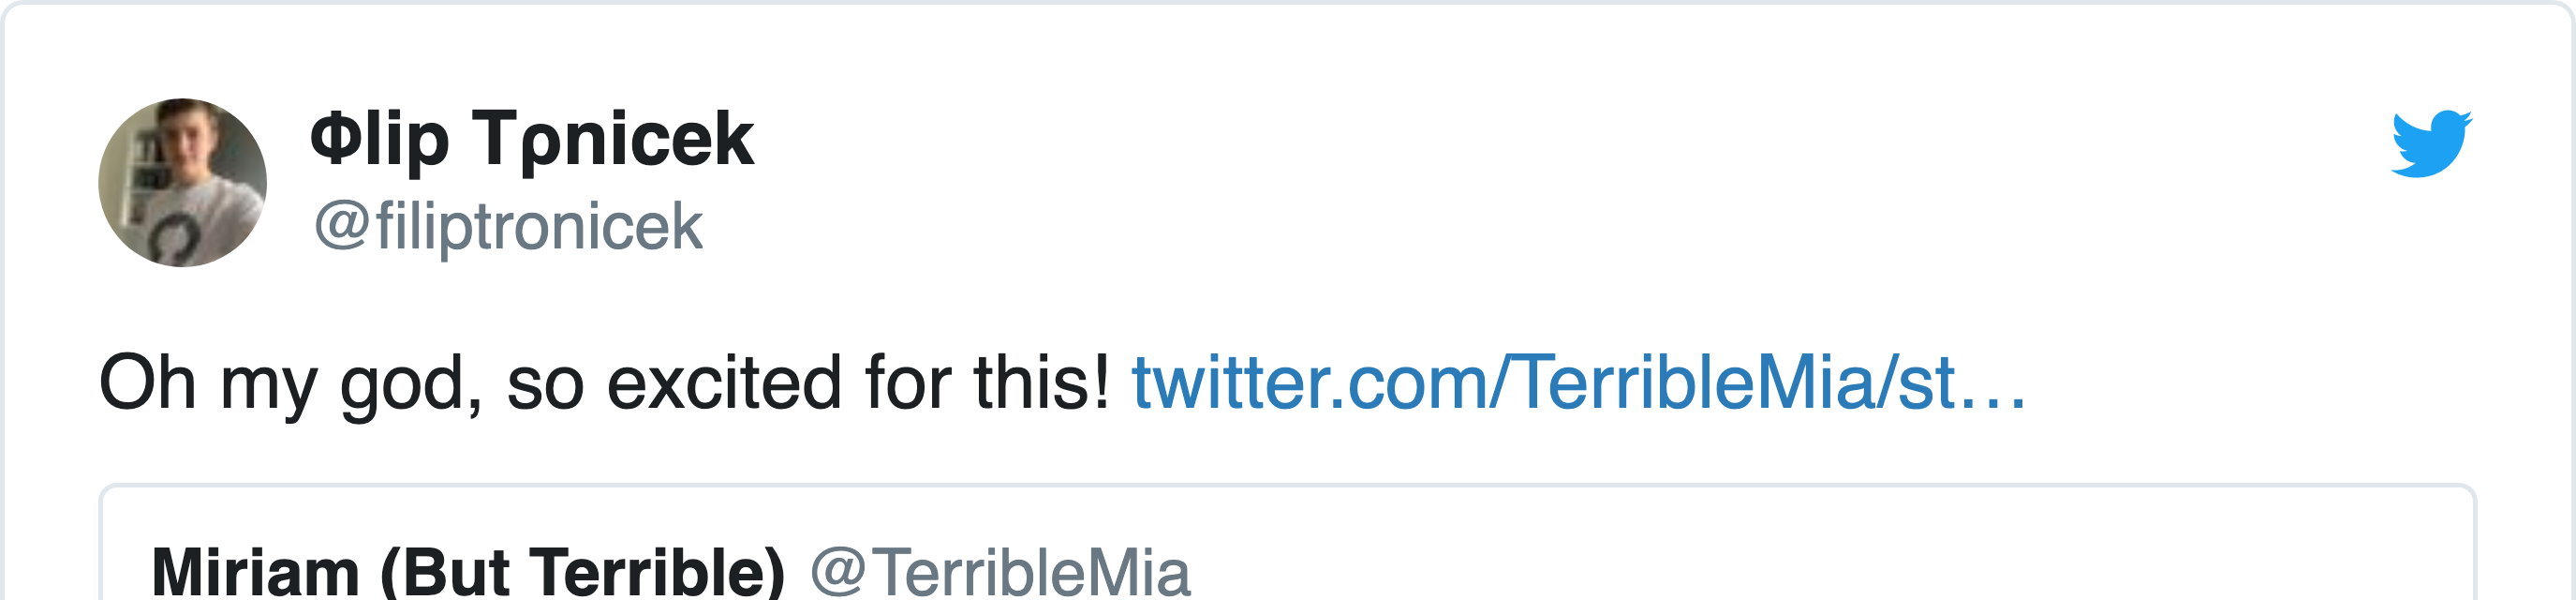 Φlip Tρnicek
@filiptronicek
Oh my god, so excited for this! twitter.com/TerribleMia/st…
Miriam (But Terrible) @TerribleMia